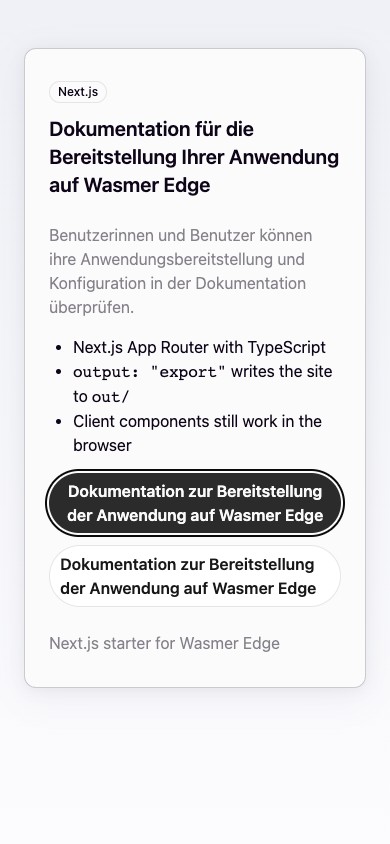 Next.js
Dokumentation für die
Bereitstellung Ihrer Anwendung
auf Wasmer Edge
Benutzerinnen und Benutzer können
ihre Anwendungsbereitstellung und
Konfiguration in der Dokumentation
überprüfen.
• Next.js App Router with TypeScript
• output: "export" writes the site
to out/
• Client components still work in the
browser
Dokumentation zur Bereitstellung
der Anwendung auf Wasmer Edge
Dokumentation zur Bereitstellung
der Anwendung auf Wasmer Edge
Next.js starter for Wasmer Edge